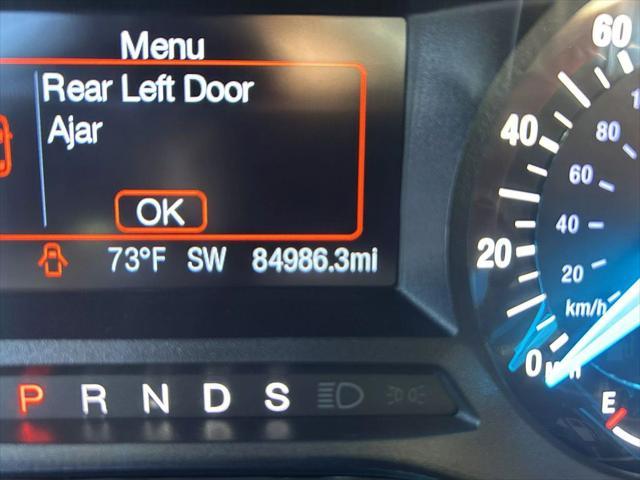 Menu
Rear Left Door
Ajar
OK
73°F SW 84986.3mi
P R N D S
60
40
20
0
80
60
40
20
km/h
E